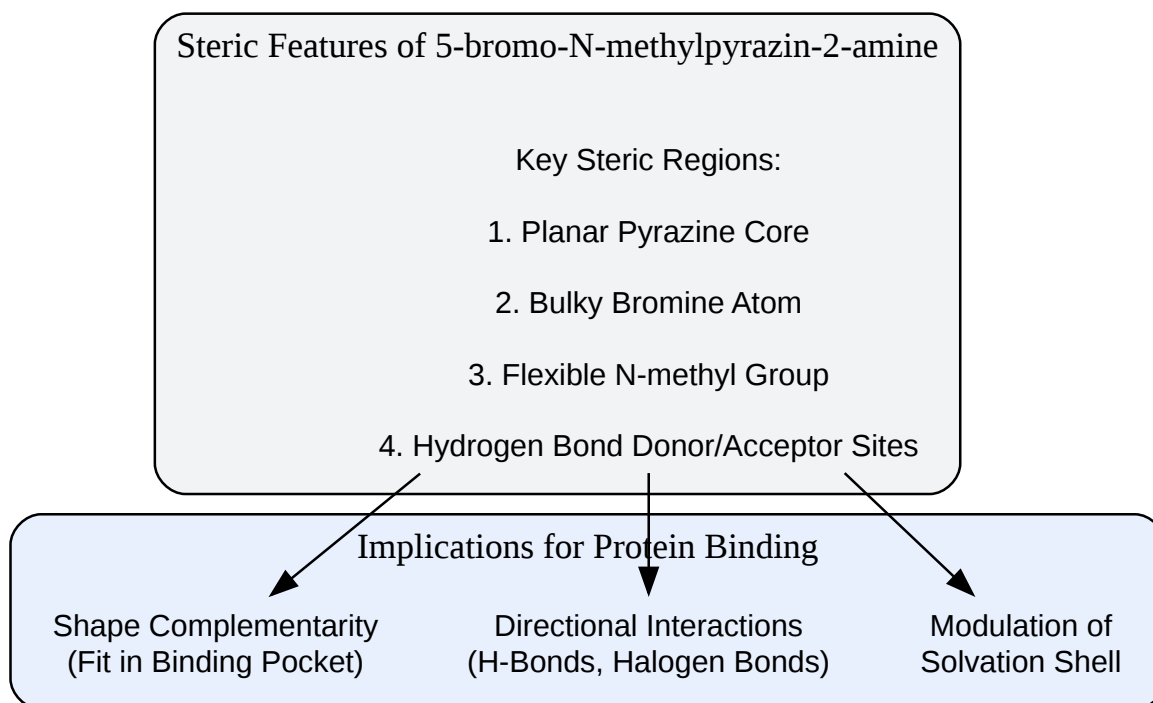 Steric Features of 5-bromo-N-methylpyrazin-2-amine
Key Steric Regions:
1. Planar Pyrazine Core
2. Bulky Bromine Atom
3. Flexible N-methyl Group
4. Hydrogen Bond Donor/Acceptor Sites
Implications for Protein Binding
Shape Complementarity
(Fit in Binding Pocket)
Directional Interactions
(H-Bonds, Halogen Bonds)
Modulation of
Solvation Shell